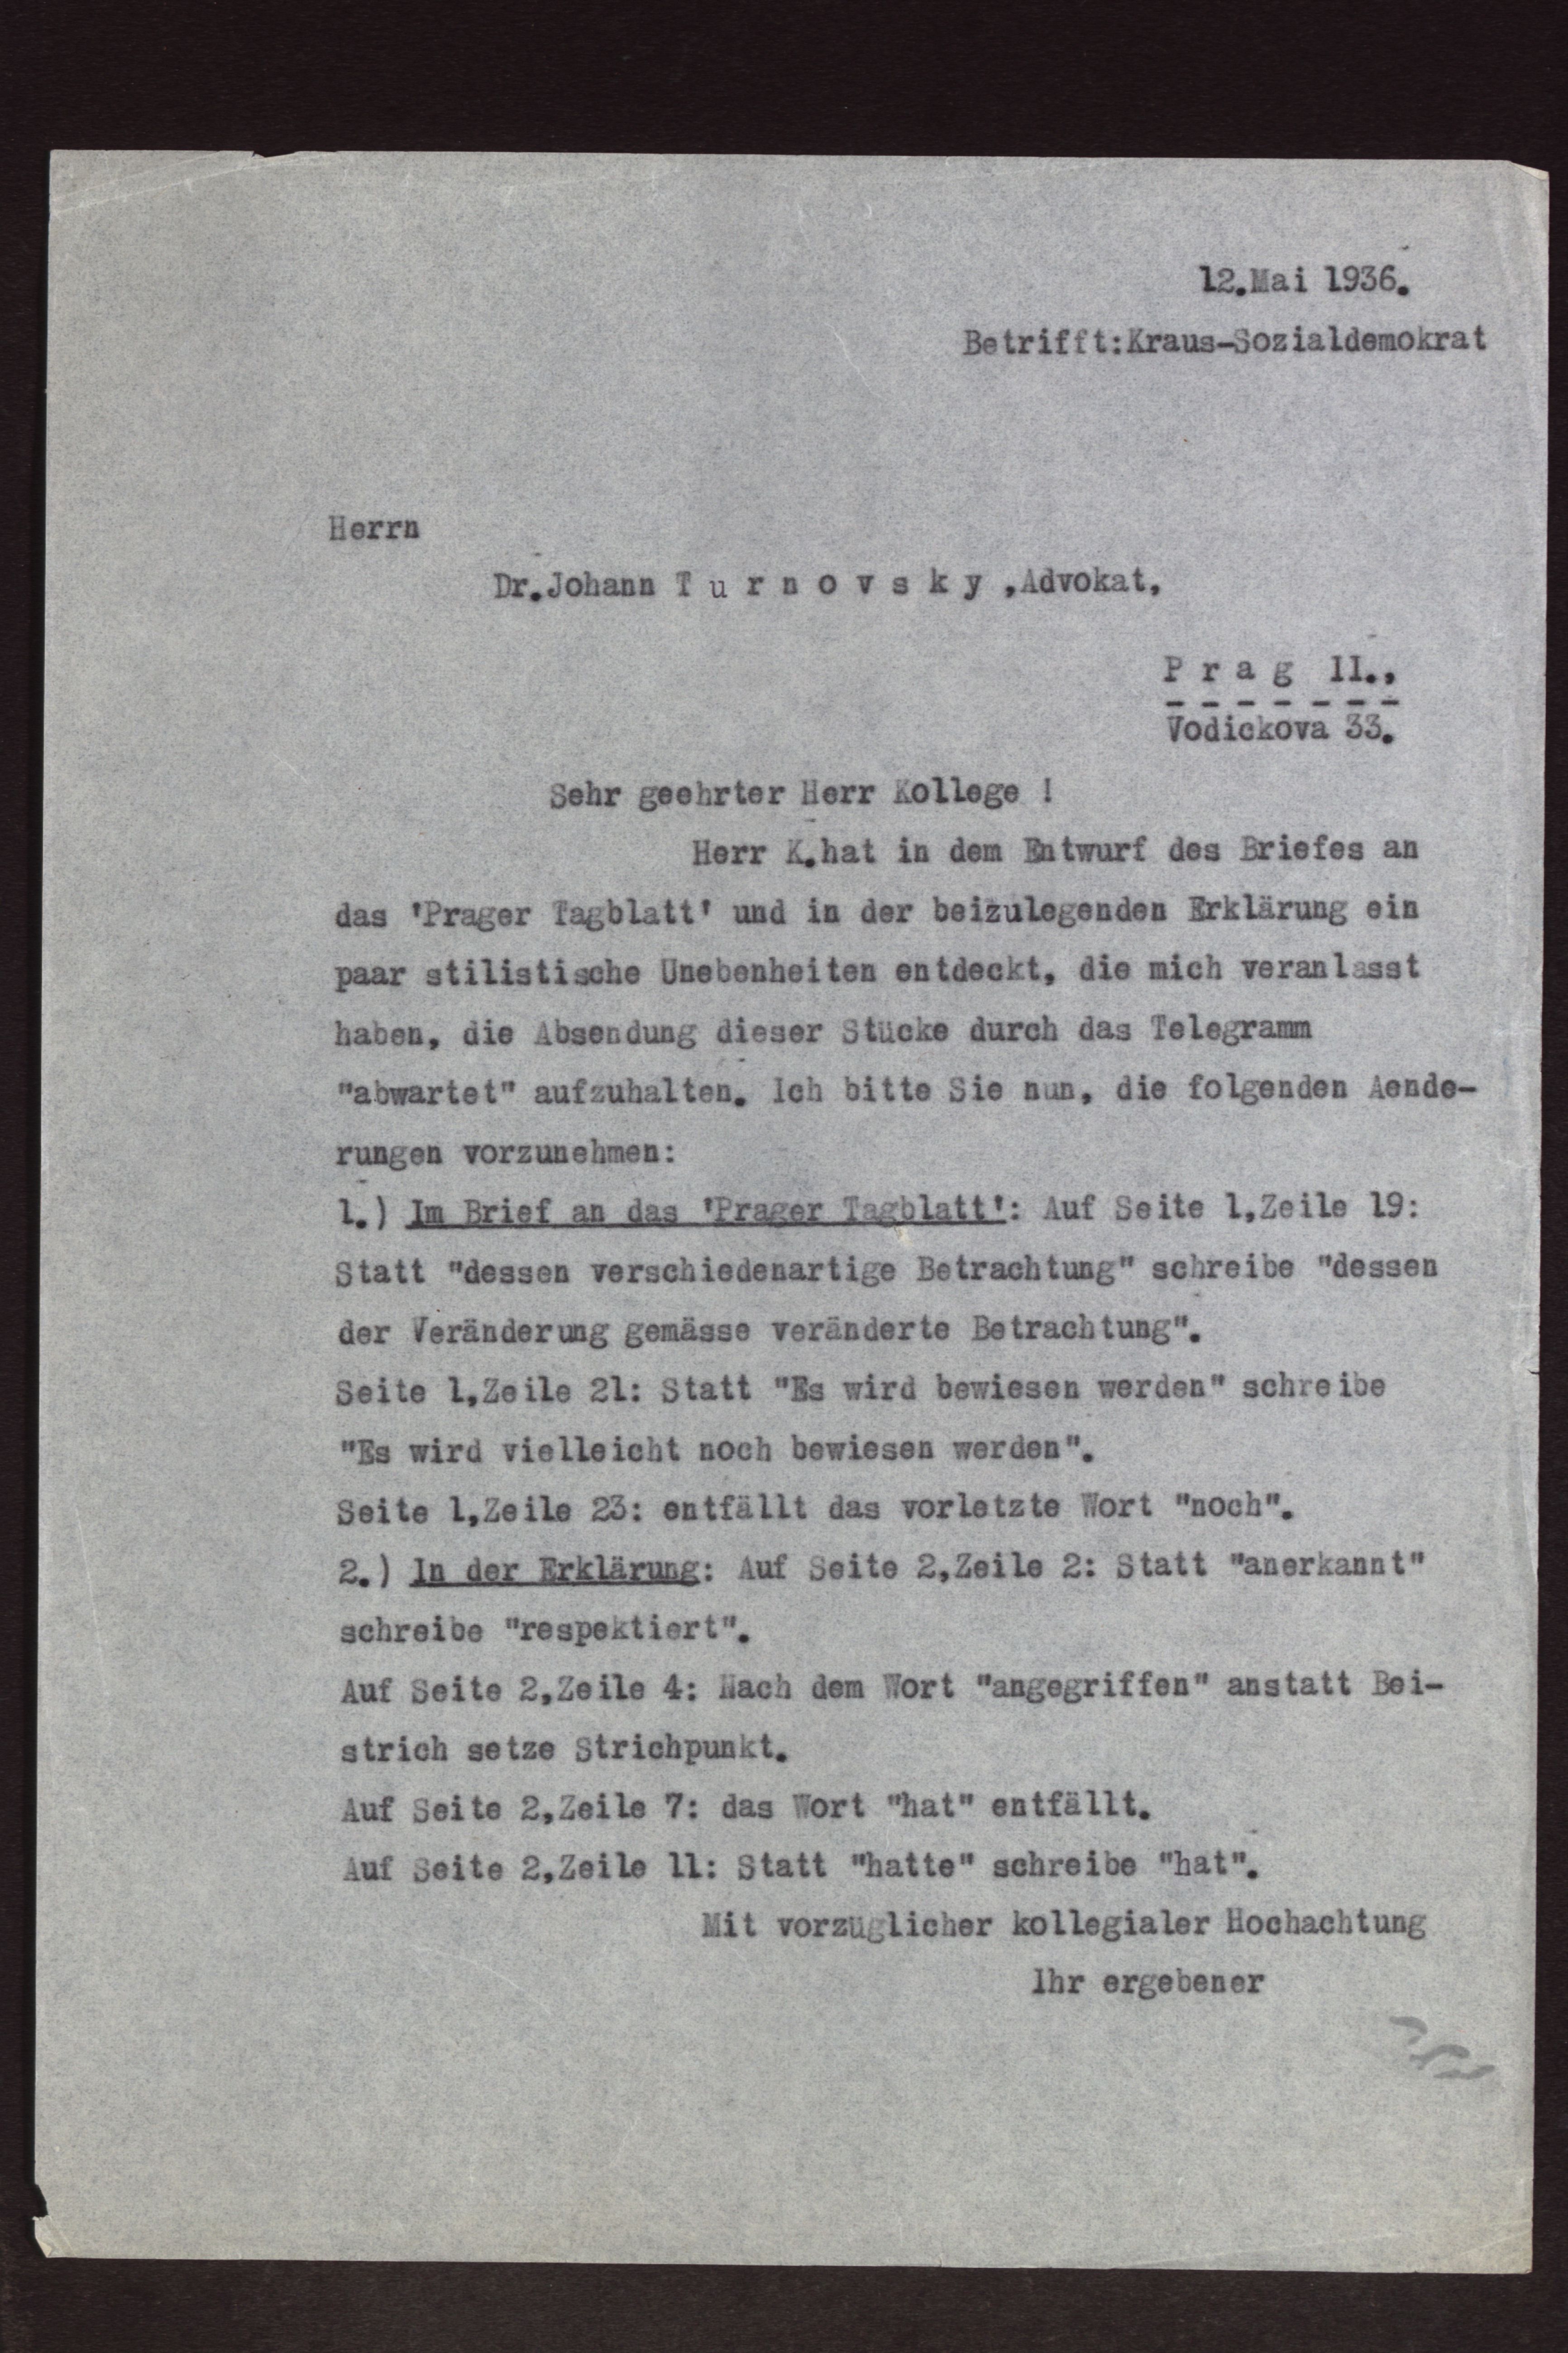 12.Mai 1936.
Betrifft:Kraus-Sozialdemokrat
Herrn
Dr.Johann T u r n o v s k y ,Advokat,
P r a g II.,
Vodickova 33.
Sehr geehrter Herr Kollege !
Herr K.hat in dem Entwurf des Briefes an
das 'Prager Tagblatt' und in der beizulegenden Erklärung ein
paar stilistische Unebenheiten entdeckt, die mich veranlasst
haben, die Absendung dieser Stücke durch das Telegramm
"abwartet" aufzuhalten. Ich bitte Sie nun, die folgenden Aende-
rungen vorzunehmen:
1.) Im Brief an das 'Prager Tagblatt': Auf Seite 1,Zeile 19:
Statt "dessen verschiedenartige Betrachtung" schreibe "dessen
der Veränderung gemässe veränderte Betrachtung".
Seite 1,Zeile 21: Statt "Es wird bewiesen werden" schreibe
"Es wird vielleicht noch bewiesen werden".
Seite 1,Zeile 23: entfällt das vorletzte Wort "noch".
2.) In der Erklärung: Auf Seite 2,Zeile 2: Statt "anerkannt"
schreibe "respektiert".
Auf Seite 2,Zeile 4: Nach dem Wort "angegriffen" anstatt Bei-
strich setze Strichpunkt.
Auf Seite 2,Zeile 7: das Wort "hat" entfällt.
Auf Seite 2,Zeile 11: Statt "hatte" schreibe "hat".
Mit vorzüglicher kollegialer Hochachtung
Ihr ergebener